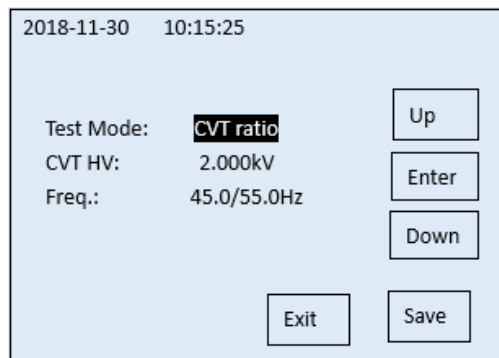 2018-11-30 10:15:25
Up
Test Mode: CVT ratio
CVT HV: 2.000kV
Enter
Freq.: 45.0/55.0Hz
Down
Exit
Save